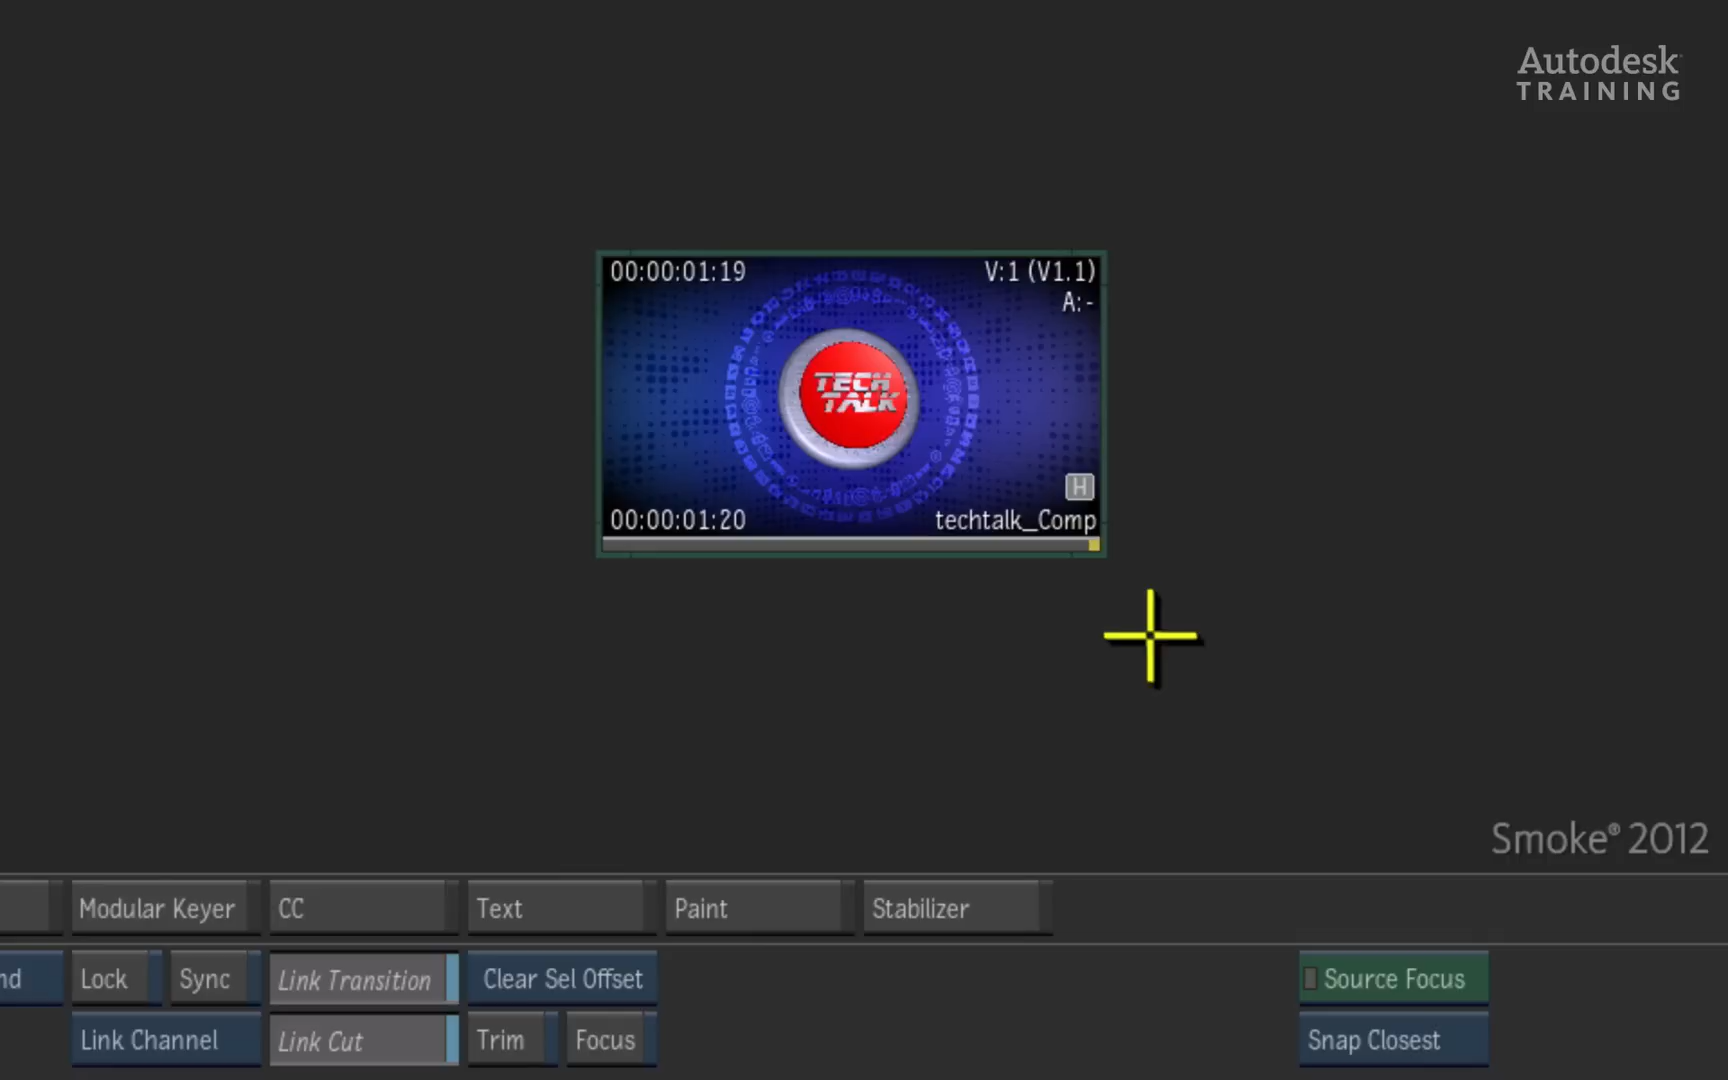 Autodesk
TRAINING
00:00:01:19
V:1 (V1.1)
A:-
TECH
TALK
H
00:00:01:20
techtalk_Comp
Smoke® 2012
Modular Keyer
CC
Text
Paint
Stabilizer
nd
Lock
Sync
Link Transition
Clear Sel Offset
Source Focus
Link Channel
Link Cut
Trim
Focus
Snap Closest